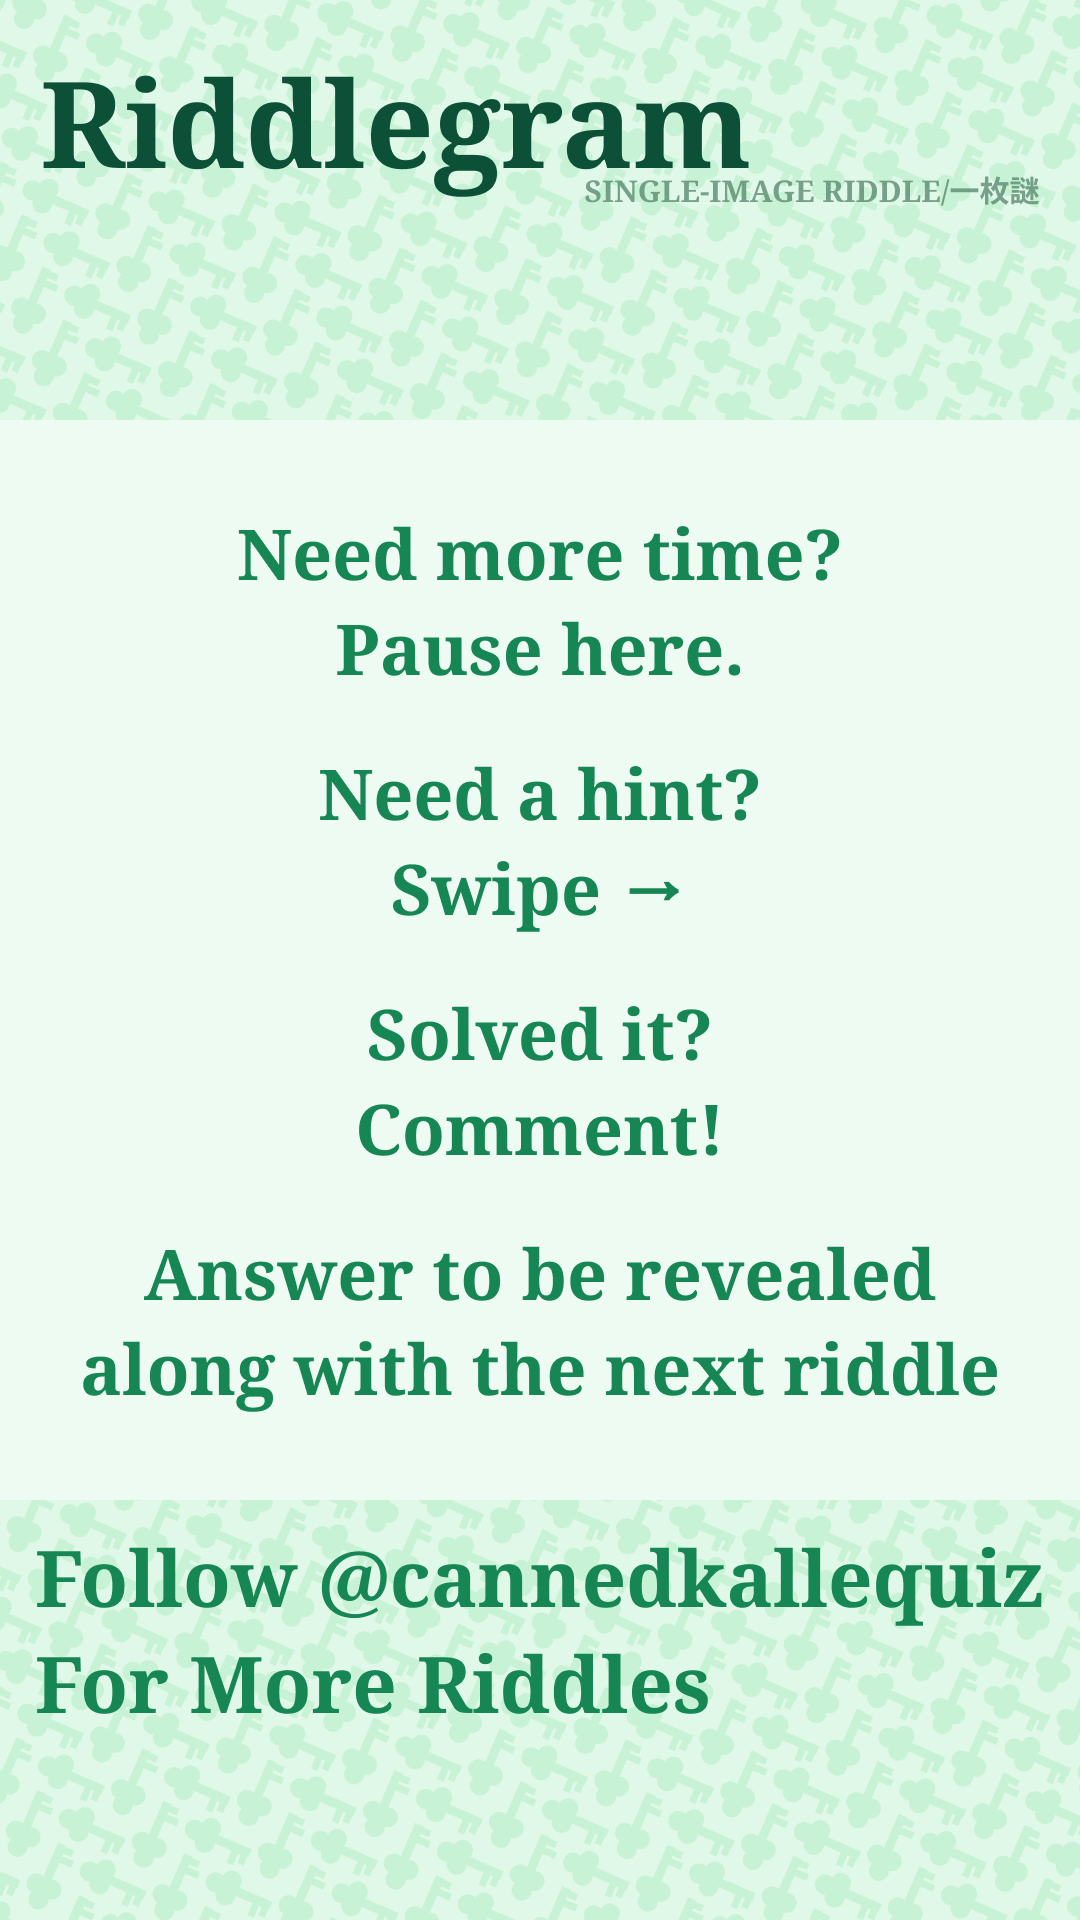 Riddlegram
SINGLE-IMAGE RIDDLE/一枚謎
Need more time?
Pause here.
Need a hint?
Swipe →
Solved it?
Comment!
Answer to be revealed
along with the next riddle
Follow @cannedkallequiz
For More Riddles